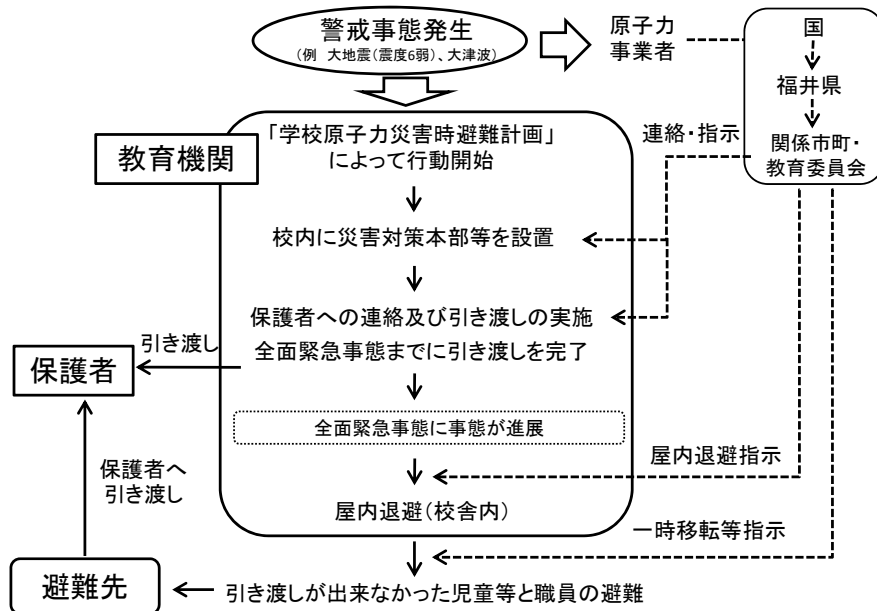 警戒事態発生
(例 大地震(震度6弱)、大津波)
原子力
事業者
国
福井県
関係市町・
教育委員会
連絡・指示
教育機関
「学校原子力災害時避難計画」
によって行動開始
校内に災害対策本部等を設置
保護者への連絡及び引き渡しの実施
全面緊急事態までに引き渡しを完了
引き渡し
保護者
全面緊急事態に事態が進展
屋内退避指示
保護者へ
引き渡し
屋内退避(校舎内)
一時移転等指示
避難先
引き渡しが出来なかった児童等と職員の避難